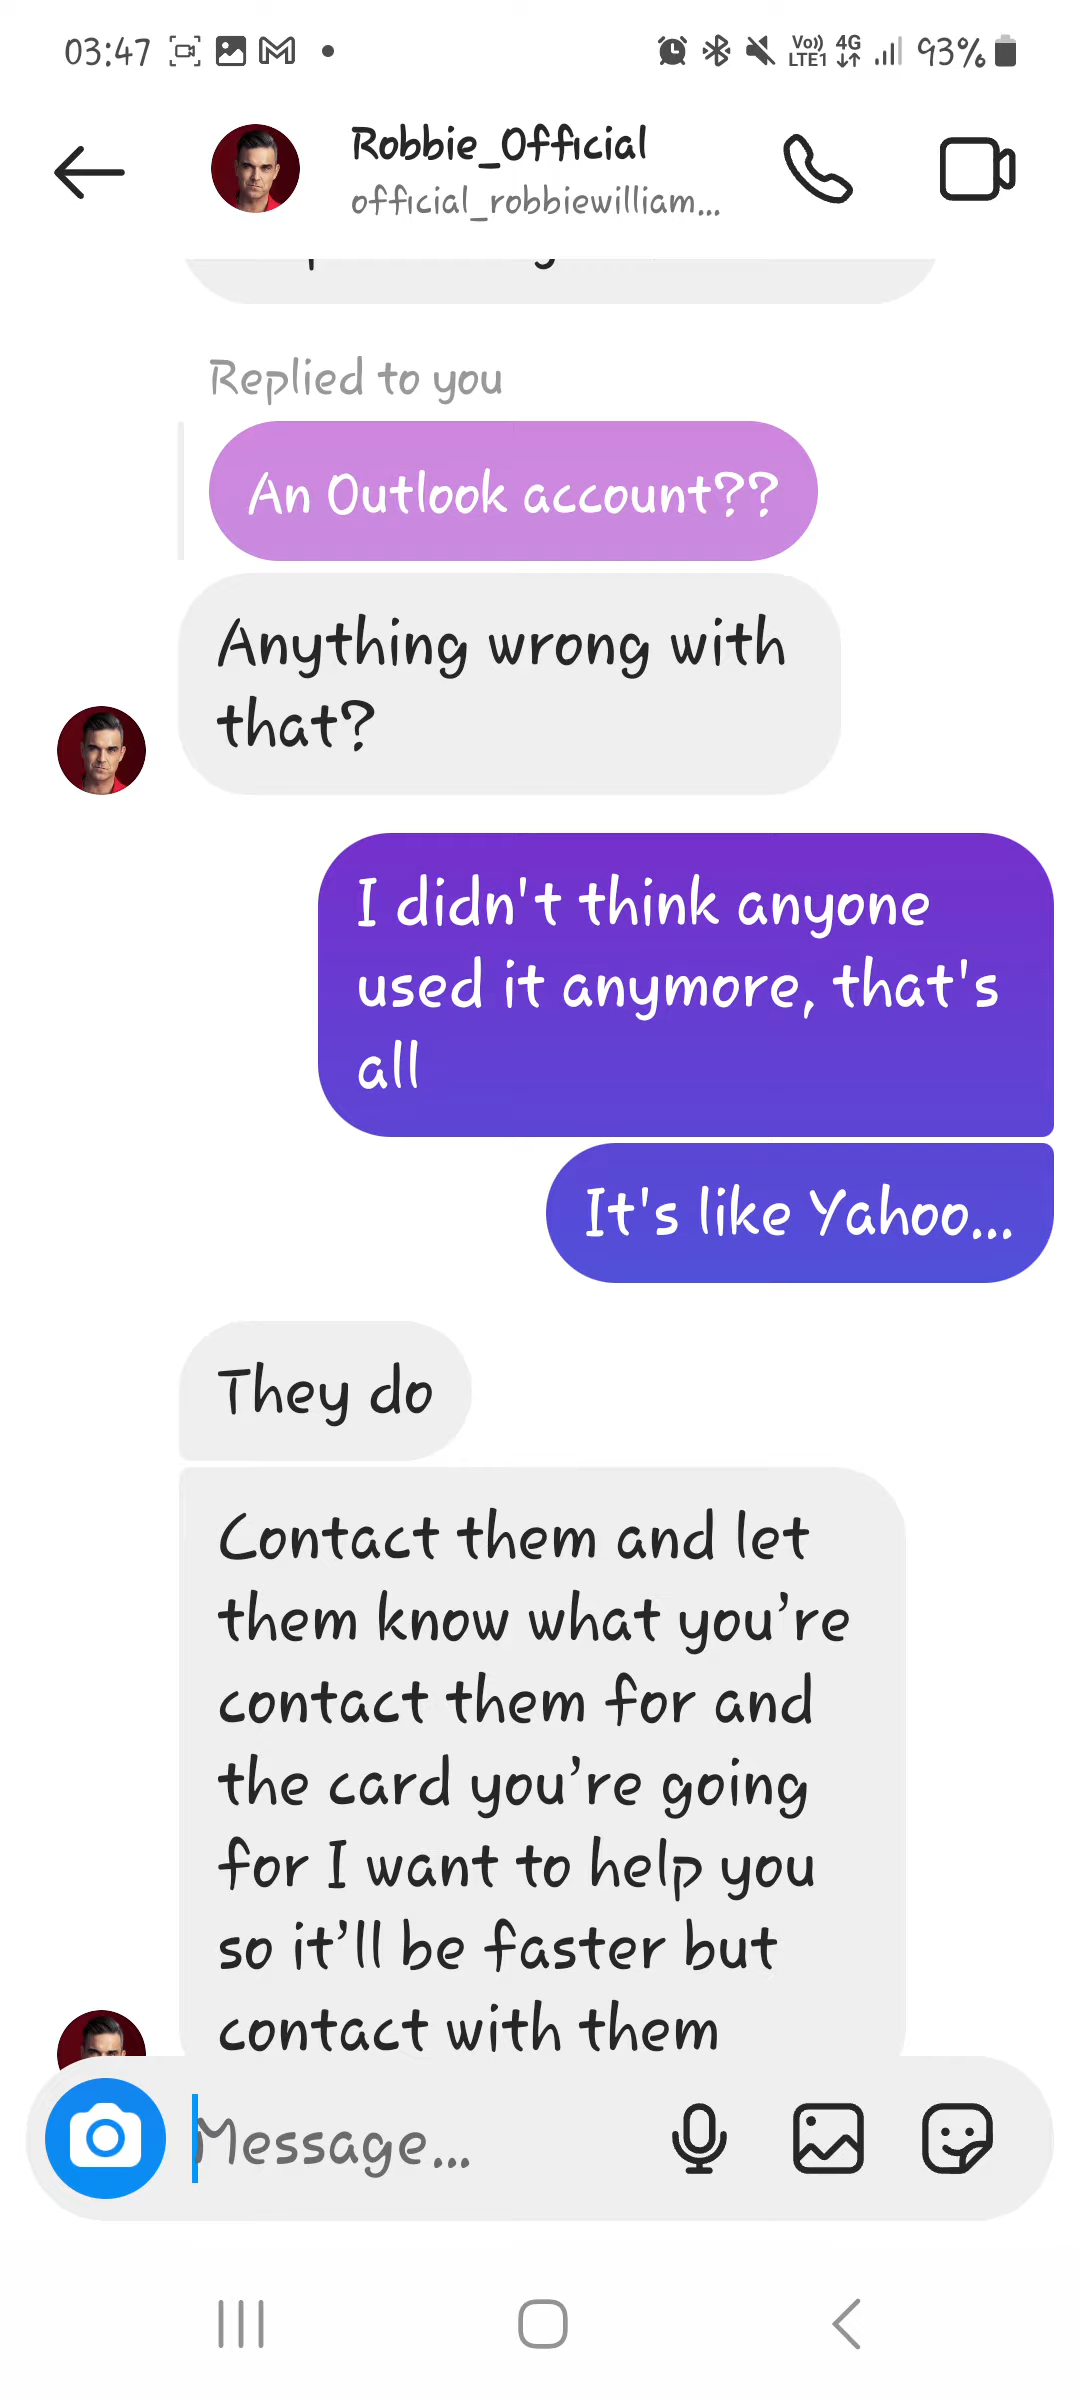 03:47
Vo)) 4G 93%
LTE1
Robbie_Official
official_robbiewilliam...
Replied to you
An Outlook account??
Anything wrong with
that?
I didn't think anyone
used it anymore, that's
all
It's like Yahoo...
They do
Contact them and let
them know what you’re
contact them for and
the card you’re going
for I want to help you
so it’ll be faster but
contact with them
Message...